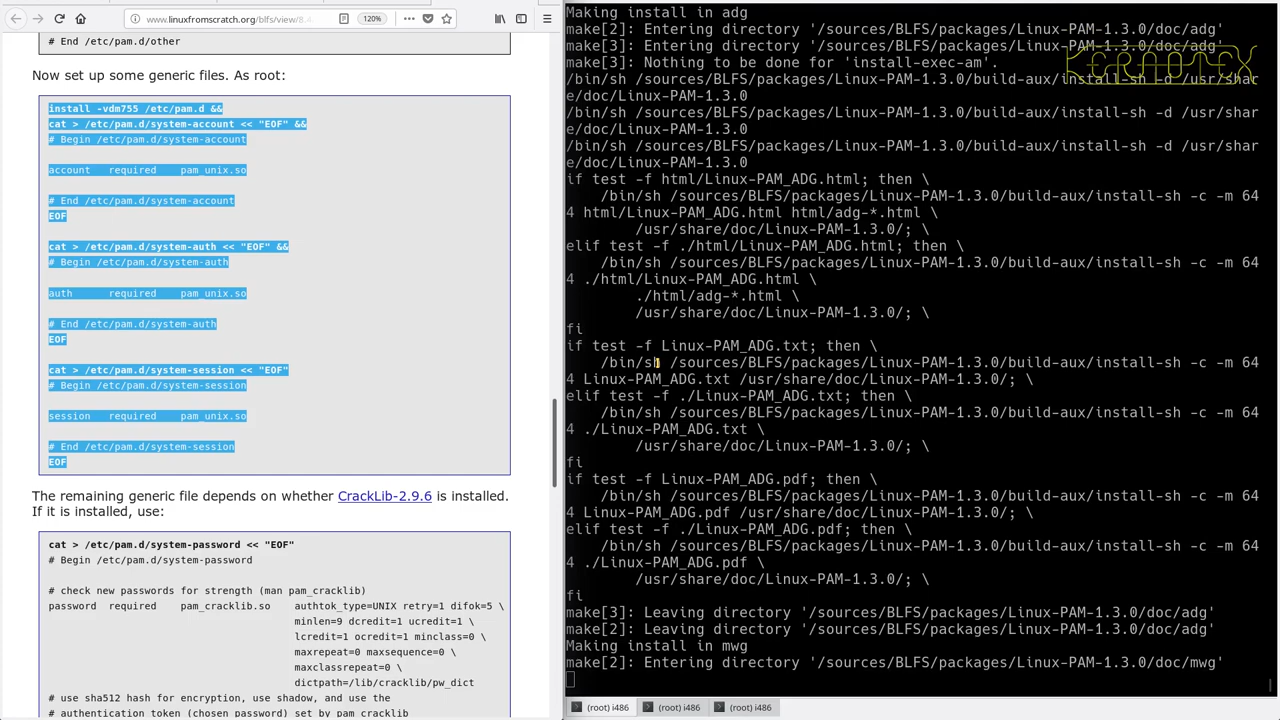 www.linuxfromscratch.org/blfs/view/8.4
120%
# End /etc/pam.d/other
Now set up some generic files. As root:
install -vdm755 /etc/pam.d &&
cat > /etc/pam.d/system-account << "EOF" &&
# Begin /etc/pam.d/system-account
account   required    pam_unix.so
# End /etc/pam.d/system-account
EOF
cat > /etc/pam.d/system-auth << "EOF" &&
# Begin /etc/pam.d/system-auth
auth      required    pam_unix.so
# End /etc/pam.d/system-auth
EOF
cat > /etc/pam.d/system-session << "EOF"
# Begin /etc/pam.d/system-session
session   required    pam_unix.so
# End /etc/pam.d/system-session
EOF
The remaining generic file depends on whether CrackLib-2.9.6 is installed.
If it is installed, use:
cat > /etc/pam.d/system-password << "EOF"
# Begin /etc/pam.d/system-password
# check new passwords for strength (man pam_cracklib)
password  required    pam_cracklib.so    authtok_type=UNIX retry=1 difok=5 \
minlen=9 dcredit=1 ucredit=1 \
lcredit=1 ocredit=1 minclass=0 \
maxrepeat=0 maxsequence=0 \
maxclassrepeat=0 \
dictpath=/lib/cracklib/pw_dict
# use sha512 hash for encryption, use shadow, and use the
# authentication token (chosen password) set by pam_cracklib
Making install in adg
make[2]: Entering directory '/sources/BLFS/packages/Linux-PAM-1.3.0/doc/adg'
make[3]: Entering directory '/sources/BLFS/packages/Linux-PAM-1.3.0/doc/adg'
make[3]: Nothing to be done for 'install-exec-am'.
/bin/sh /sources/BLFS/packages/Linux-PAM-1.3.0/build-aux/install-sh -d /usr/shar
e/doc/Linux-PAM-1.3.0
/bin/sh /sources/BLFS/packages/Linux-PAM-1.3.0/build-aux/install-sh -d /usr/shar
e/doc/Linux-PAM-1.3.0
/bin/sh /sources/BLFS/packages/Linux-PAM-1.3.0/build-aux/install-sh -d /usr/shar
e/doc/Linux-PAM-1.3.0
if test -f html/Linux-PAM_ADG.html; then \
/bin/sh /sources/BLFS/packages/Linux-PAM-1.3.0/build-aux/install-sh -c -m 64
4 html/Linux-PAM_ADG.html html/adg-*.html \
/usr/share/doc/Linux-PAM-1.3.0/; \
elif test -f ./html/Linux-PAM_ADG.html; then \
/bin/sh /sources/BLFS/packages/Linux-PAM-1.3.0/build-aux/install-sh -c -m 64
4 ./html/Linux-PAM_ADG.html \
./html/adg-*.html \
/usr/share/doc/Linux-PAM-1.3.0/; \
fi
if test -f Linux-PAM_ADG.txt; then \
/bin/sh /sources/BLFS/packages/Linux-PAM-1.3.0/build-aux/install-sh -c -m 64
4 Linux-PAM_ADG.txt /usr/share/doc/Linux-PAM-1.3.0/; \
elif test -f ./Linux-PAM_ADG.txt; then \
/bin/sh /sources/BLFS/packages/Linux-PAM-1.3.0/build-aux/install-sh -c -m 64
4 ./Linux-PAM_ADG.txt \
/usr/share/doc/Linux-PAM-1.3.0/; \
fi
if test -f Linux-PAM_ADG.pdf; then \
/bin/sh /sources/BLFS/packages/Linux-PAM-1.3.0/build-aux/install-sh -c -m 64
4 Linux-PAM_ADG.pdf /usr/share/doc/Linux-PAM-1.3.0/; \
elif test -f ./Linux-PAM_ADG.pdf; then \
/bin/sh /sources/BLFS/packages/Linux-PAM-1.3.0/build-aux/install-sh -c -m 64
4 ./Linux-PAM_ADG.pdf \
/usr/share/doc/Linux-PAM-1.3.0/; \
fi
make[3]: Leaving directory '/sources/BLFS/packages/Linux-PAM-1.3.0/doc/adg'
make[2]: Leaving directory '/sources/BLFS/packages/Linux-PAM-1.3.0/doc/adg'
Making install in mwg
make[2]: Entering directory '/sources/BLFS/packages/Linux-PAM-1.3.0/doc/mwg'
(root) i486
(root) i486
(root) i486